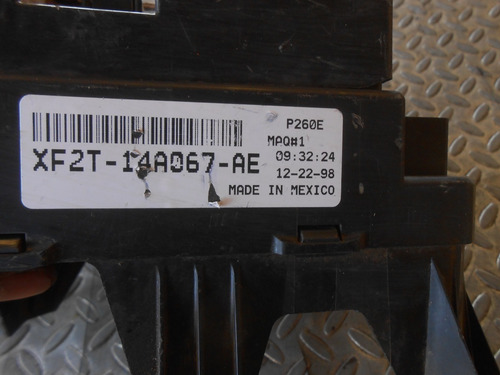 P260E
MAQ#1
XF2T-14A067-AE 09:32:24
12-22-98
MADE IN MEXICO